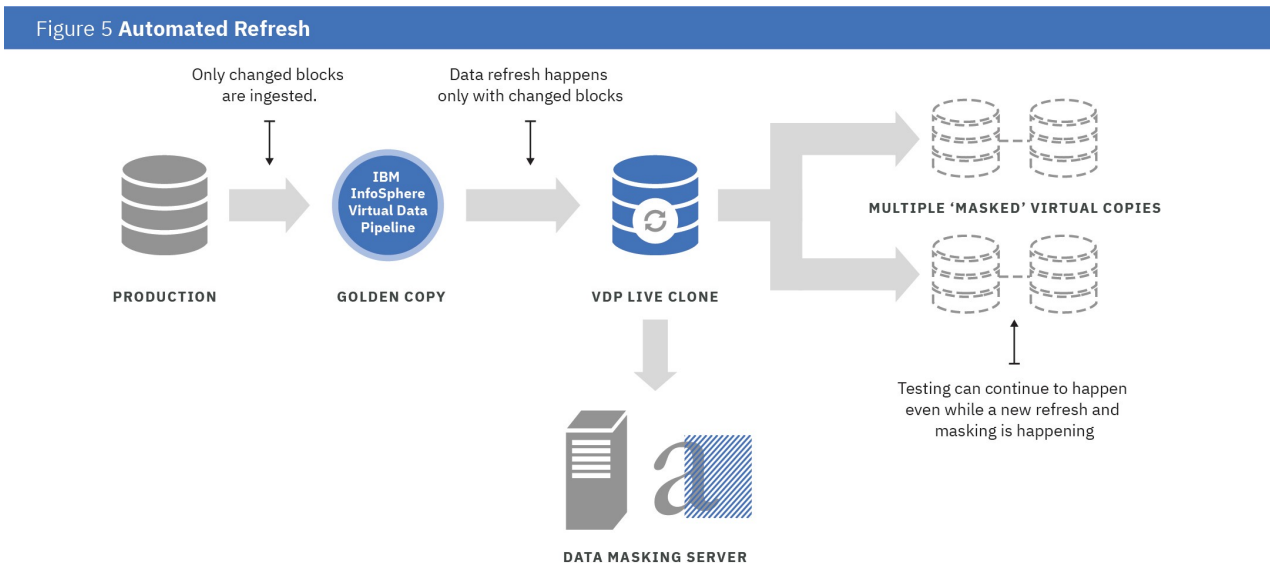 Figure 5 Automated Refresh
Only changed blocks
are ingested.
Data refresh happens
only with changed blocks
IBM
InfoSphere
Virtual Data
Pipeline
MULTIPLE ‘MASKED’ VIRTUAL COPIES
PRODUCTION
GOLDEN COPY
VDP LIVE CLONE
Testing can continue to happen
even while a new refresh and
masking is happening
a
DATA MASKING SERVER